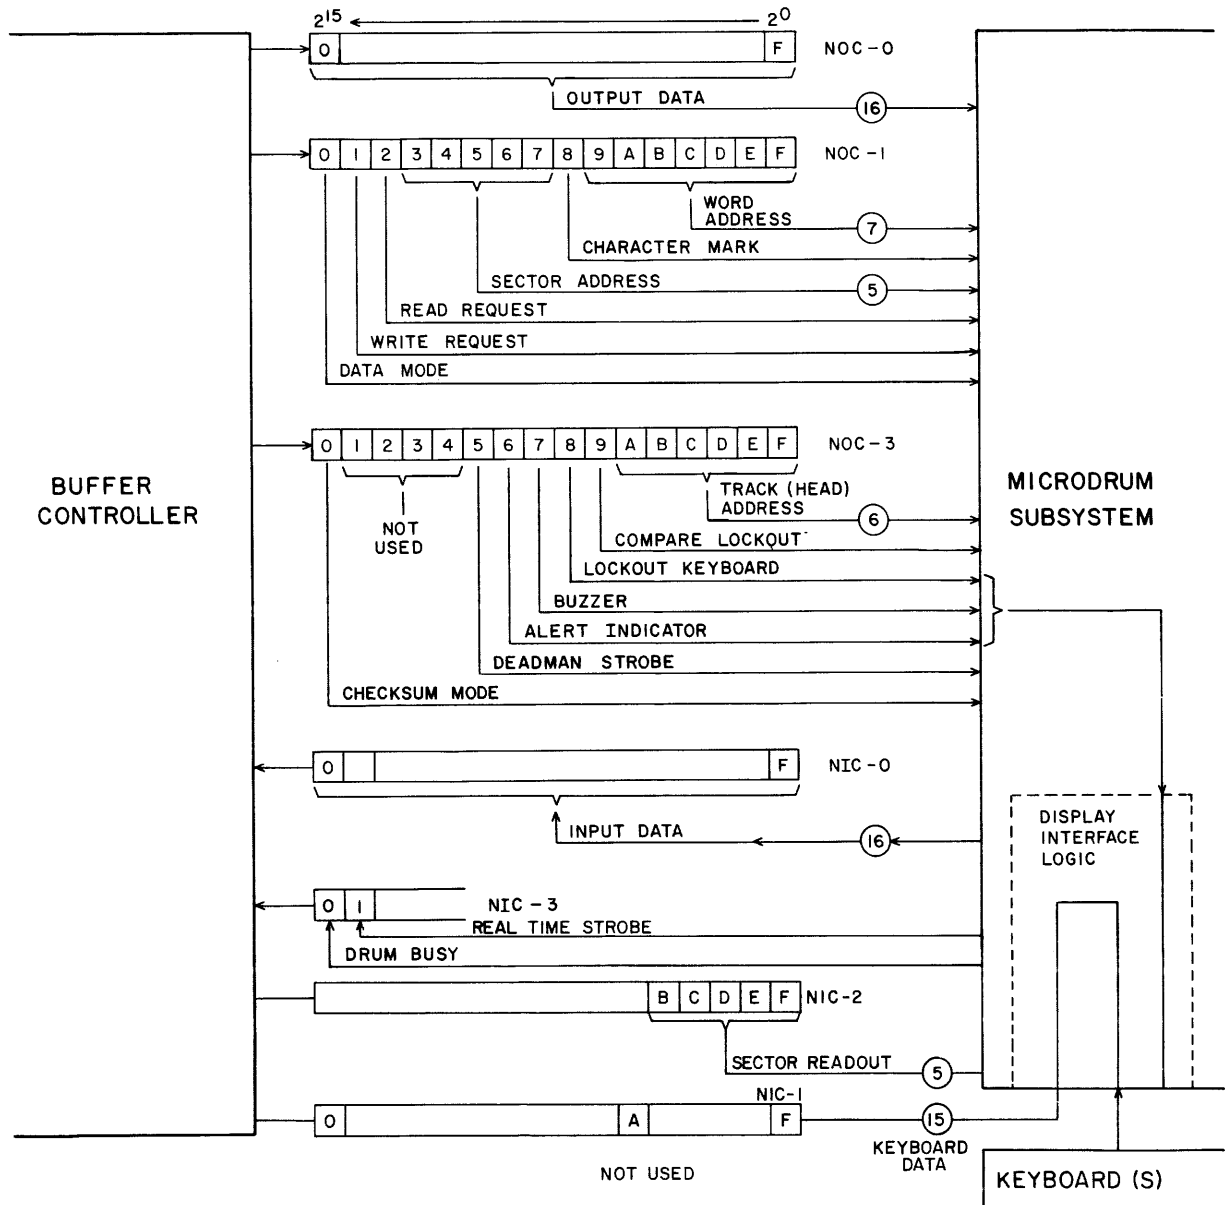 2^15 2^0
0 F NOC-0
OUTPUT DATA 16
0 1 2 3 4 5 6 7 8 9 A B C D E F NOC-1
WORD
ADDRESS 7
CHARACTER MARK
SECTOR ADDRESS 5
READ REQUEST
WRITE REQUEST
DATA MODE
0 1 2 3 4 5 6 7 8 9 A B C D E F NOC-3
BUFFER
CONTROLLER
MICRODRUM
SUBSYSTEM
NOT
USED
TRACK (HEAD)
ADDRESS 6
COMPARE LOCKOUT
LOCKOUT KEYBOARD
BUZZER
ALERT INDICATOR
DEADMAN STROBE
CHECKSUM MODE
0 F NIC-0
INPUT DATA 16
DISPLAY
INTERFACE
LOGIC
0 1 NIC-3
REAL TIME STROBE
DRUM BUSY
B C D E F NIC-2
SECTOR READOUT 5
NIC-1
0 A F 15
KEYBOARD
DATA
NOT USED
KEYBOARD (S)